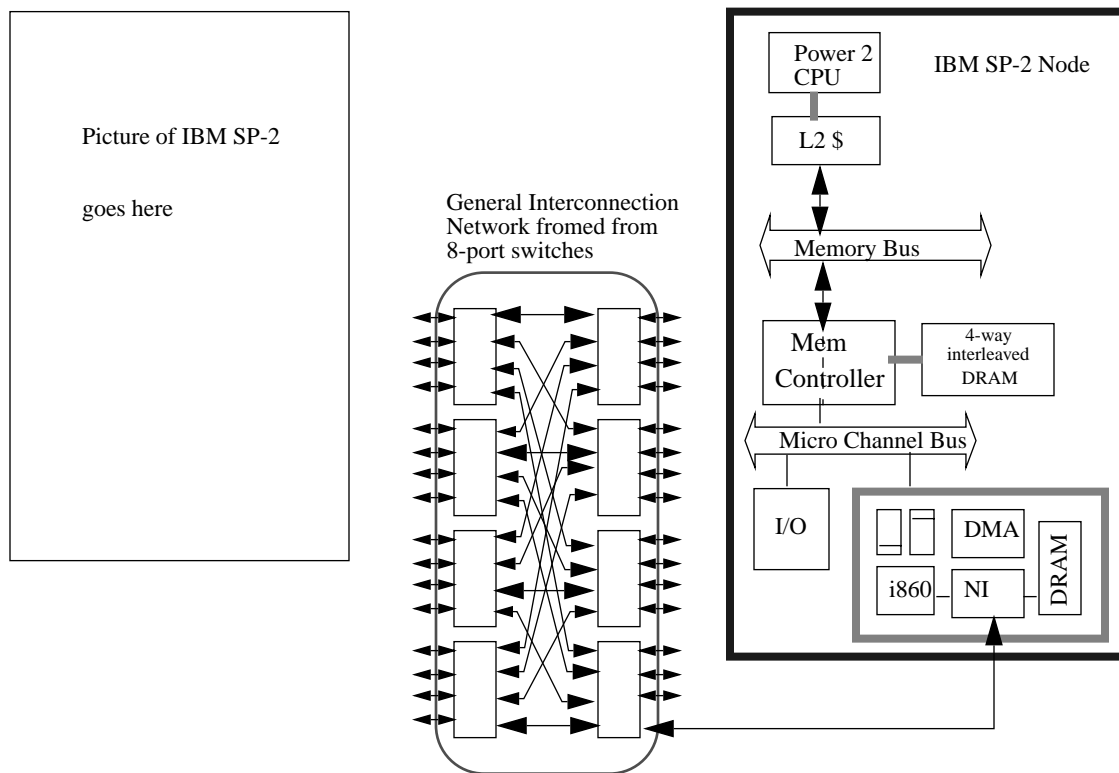 Picture of IBM SP-2
goes here
General Interconnection
Network fromed from
8-port switches
IBM SP-2 Node
Power 2
CPU
L2 $
Memory Bus
Mem
Controller
4-way
interleaved
DRAM
Micro Channel Bus
I/O
DMA
i860
NI
DRAM